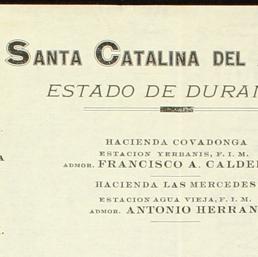 SANTA CATALINA DEL
ESTADO DE DURAN
HACIENDA COVADONGA
ESTACION YERBANIS, F. I. M.
ADMOR. FRANCISCO A. CALDE
HACIENDA LAS MERCEDES
ESTACION AGUA VIEJA, F. I. M.
ADMOR. ANTONIO HERRAN